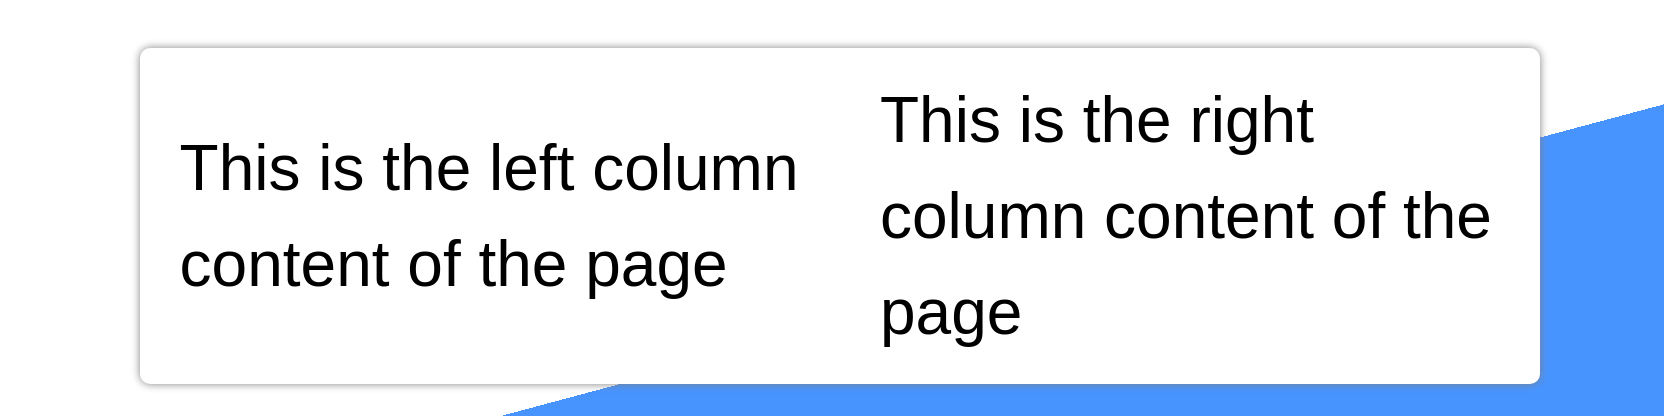 This is the left column
content of the page
This is the right
column content of the
page